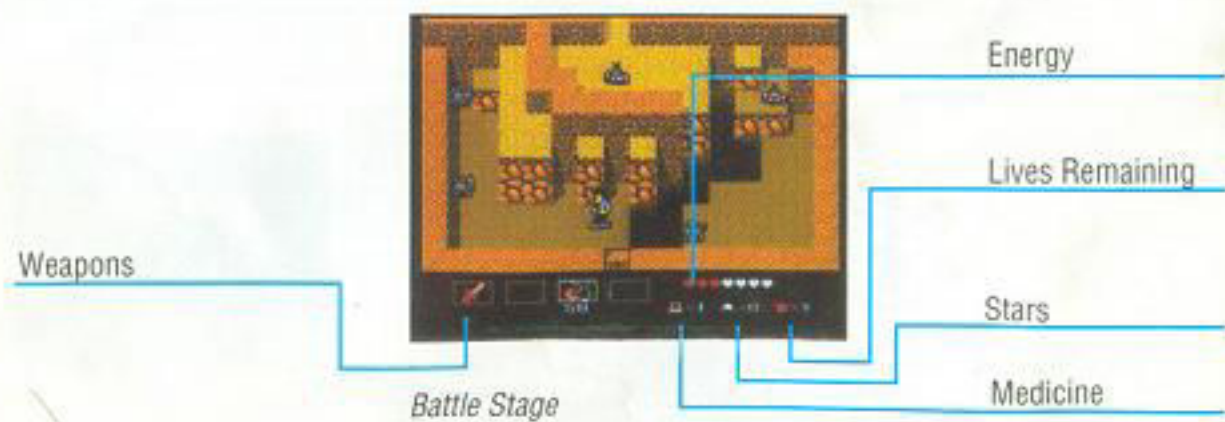 Energy
Lives Remaining
Weapons
Stars
Medicine
Battle Stage